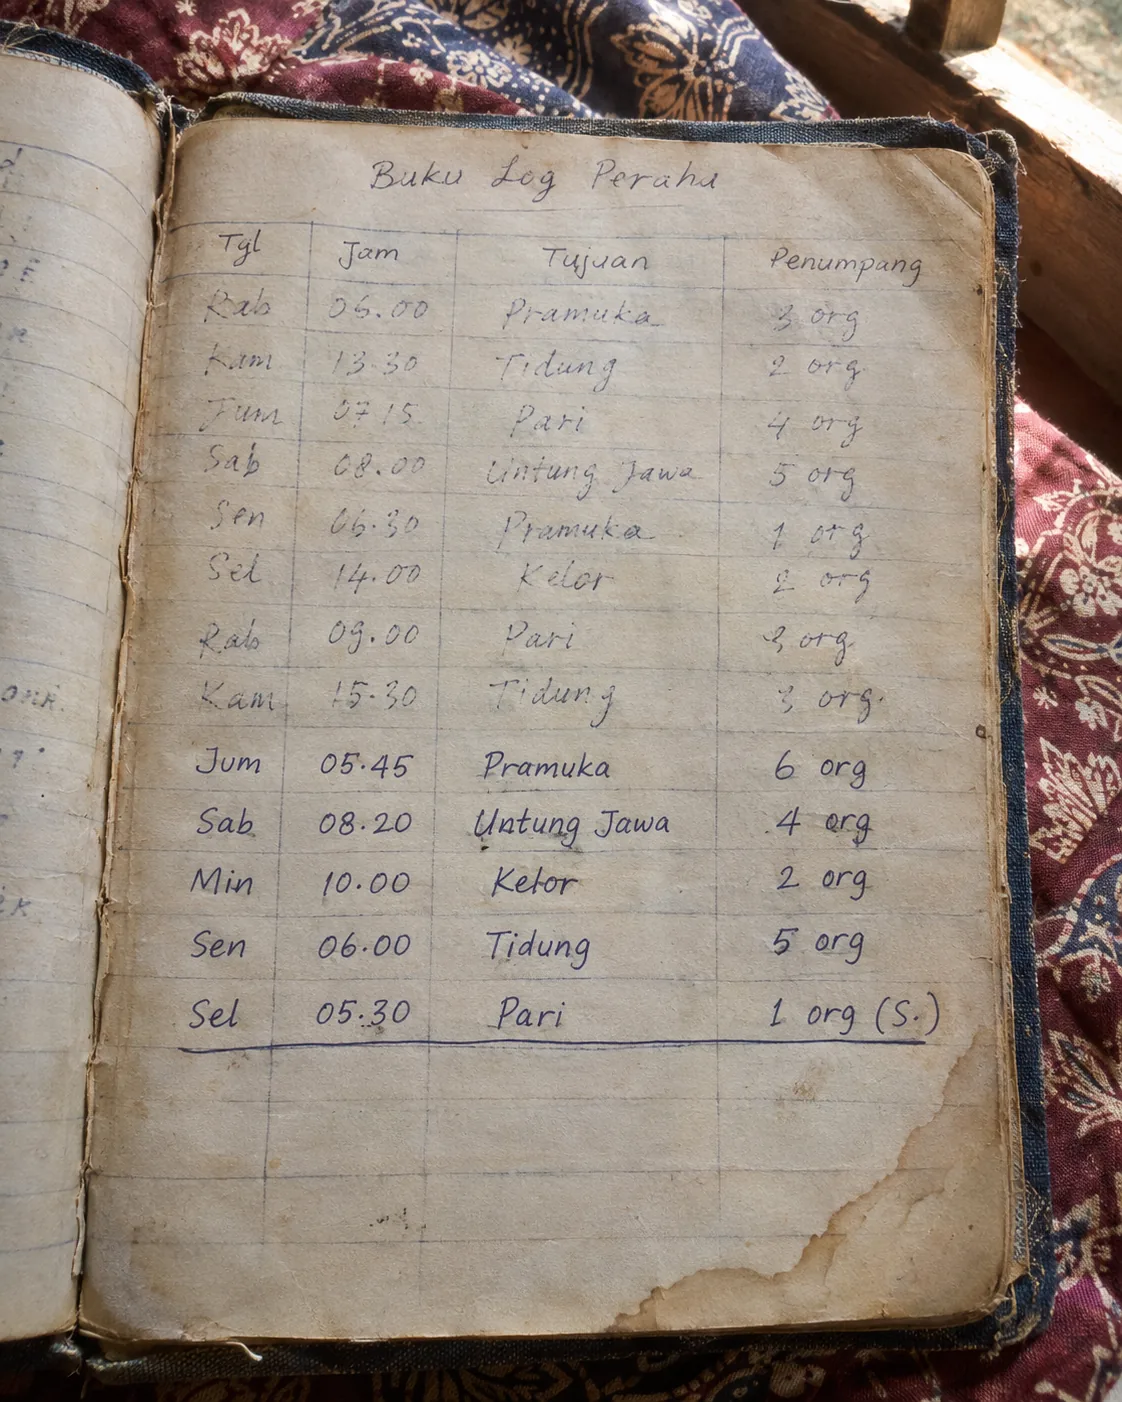 Buku Log Perahu
Tgl Jam Tujuan Penumpang
Rab 06.00 Pramuka 3 org
Kam 13.30 Tidung 2 org
Jum 07.15 Pari 4 org
Sab 08.00 Untung Jawa 5 org
Sen 06.30 Pramuka 1 org
Sel 14.00 Kelor 2 org
Rab 09.00 Pari 3 org
Kam 15.30 Tidung 3 org.
Jum 05.45 Pramuka 6 org
Sab 08.20 Untung Jawa 4 org
Min 10.00 Kelor 2 org
Sen 06.00 Tidung 5 org
Sel 05.30 Pari 1 org (S.)